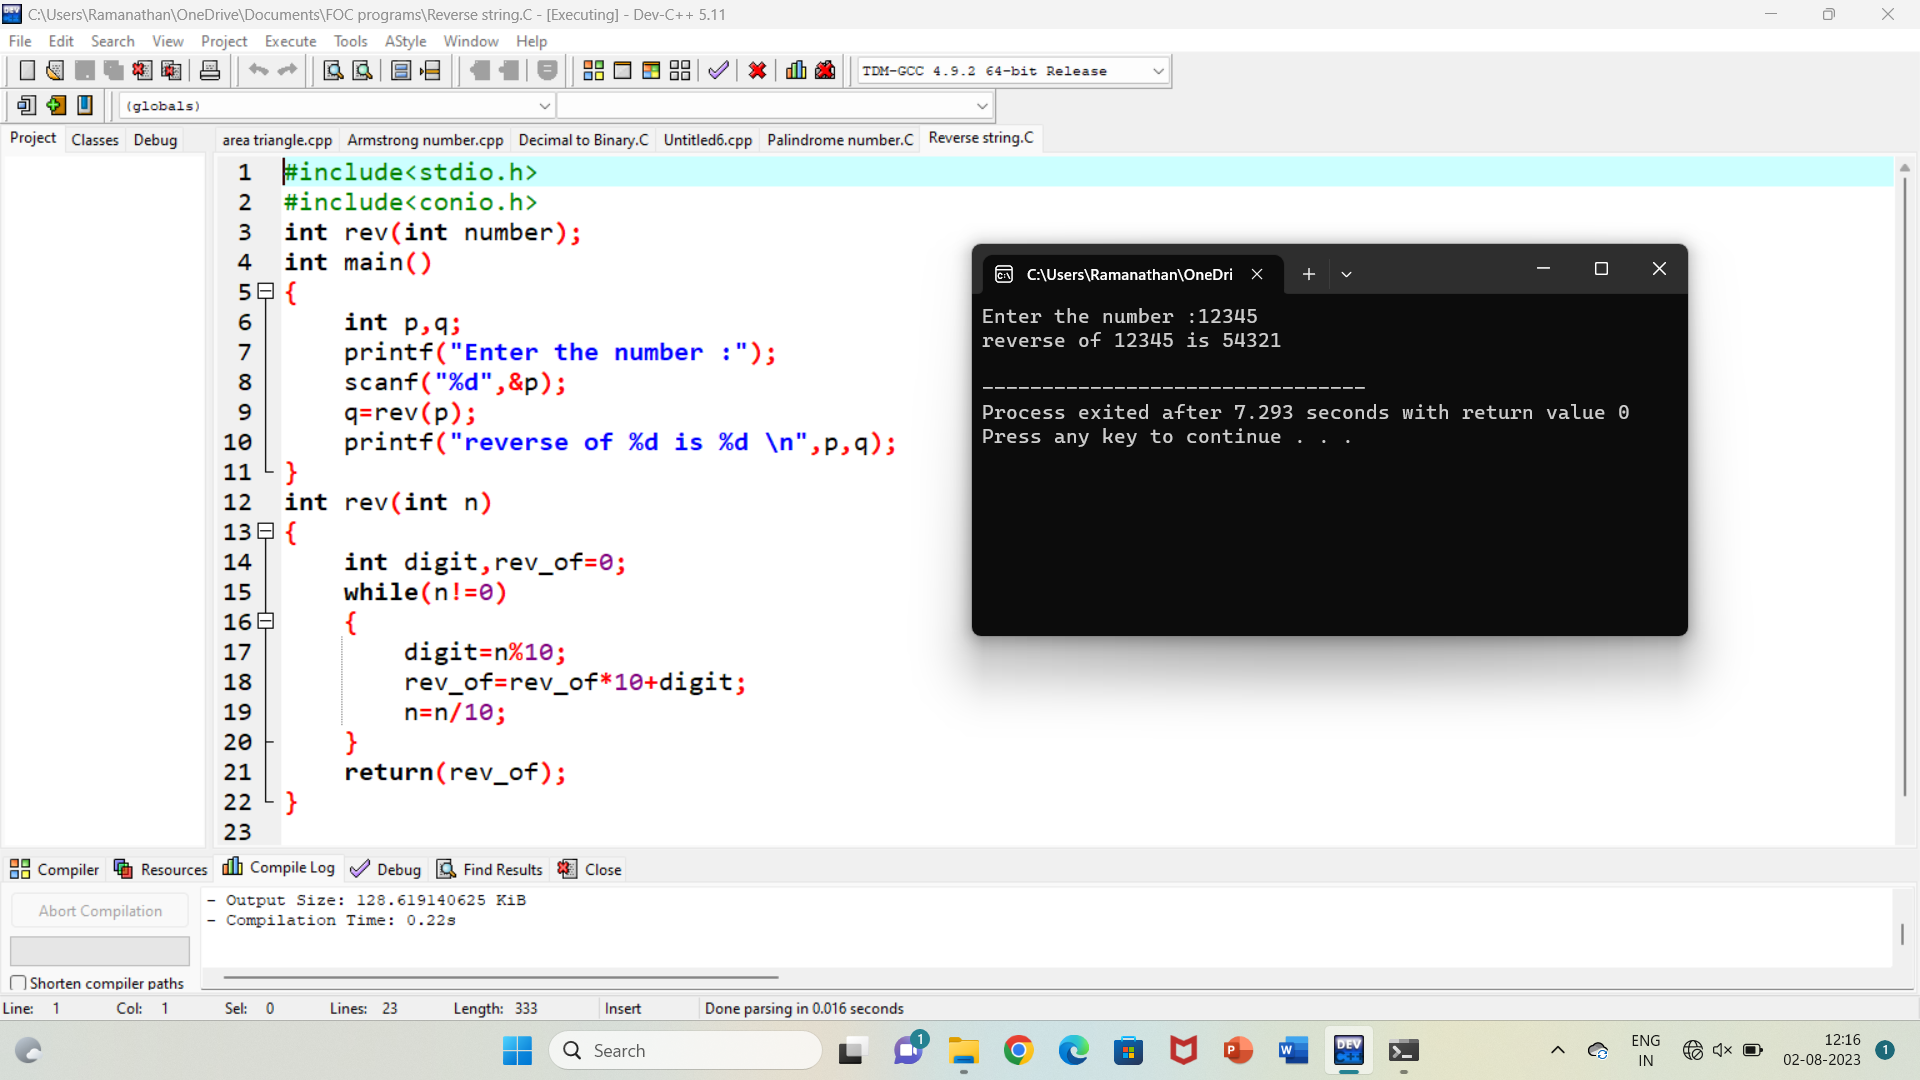 C:\Users\Ramanathan\OneDrive\Documents\FOC programs\Reverse string.C - [Executing] - Dev-C++ 5.11
File Edit Search View Project Execute Tools AStyle Window Help
TDM-GCC 4.9.2 64-bit Release
(globals)
Project Classes Debug area triangle.cpp Armstrong number.cpp Decimal to Binary.C Untitled6.cpp Palindrome number.C Reverse string.C
1 #include<stdio.h>
2 #include<conio.h>
3 int rev(int number);
4 int main()
5 {
6 int p,q;
7 printf("Enter the number :");
8 scanf("%d",&p);
9 q=rev(p);
10 printf("reverse of %d is %d \n",p,q);
11 }
12 int rev(int n)
13 {
14 int digit,rev_of=0;
15 while(n!=0)
16 {
17 digit=n%10;
18 rev_of=rev_of*10+digit;
19 n=n/10;
20 }
21 return(rev_of);
22 }
23
C:\Users\Ramanathan\OneDri
Enter the number :12345
reverse of 12345 is 54321
--------------------------------
Process exited after 7.293 seconds with return value 0
Press any key to continue . . .
Compiler Resources Compile Log Debug Find Results Close
Abort Compilation
Shorten compiler paths
- Output Size: 128.619140625 KiB
- Compilation Time: 0.22s
Line: 1 Col: 1 Sel: 0 Lines: 23 Length: 333 Insert Done parsing in 0.016 seconds
Search
1
DEV C++
ENG
IN
12:16
02-08-2023
1